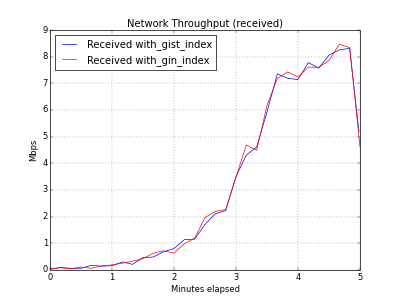 Network Throughput (received)
Received with_gist_index
Received with_gin_index
9
8
7
6
5
4
3
2
1
0
Mbps
0 1 2 3 4 5
Minutes elapsed